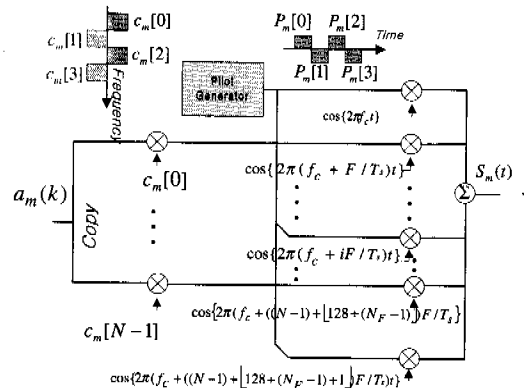 c_m[0]
c_m[1]
c_m[2]
c_m[3]
Frequency
P_m[0]
P_m[2]
Time
P_m[1]
P_m[3]
Pilot
Generator
cos{2πf_c t}
a_m(k)
Copy
c_m[0]
cos{2π(f_c + F/T_s)t}
S_m(t)
Σ
cos{2π(f_c + iF/T_s)t}
cos{2π(f_c + ((N-1)+⌊128÷(N_F-1)⌋)F/T_s}
c_m[N-1]
cos{2π(f_c + ((N-1)+⌊128÷(N_F-1)+1⌋)F/T_s)t}